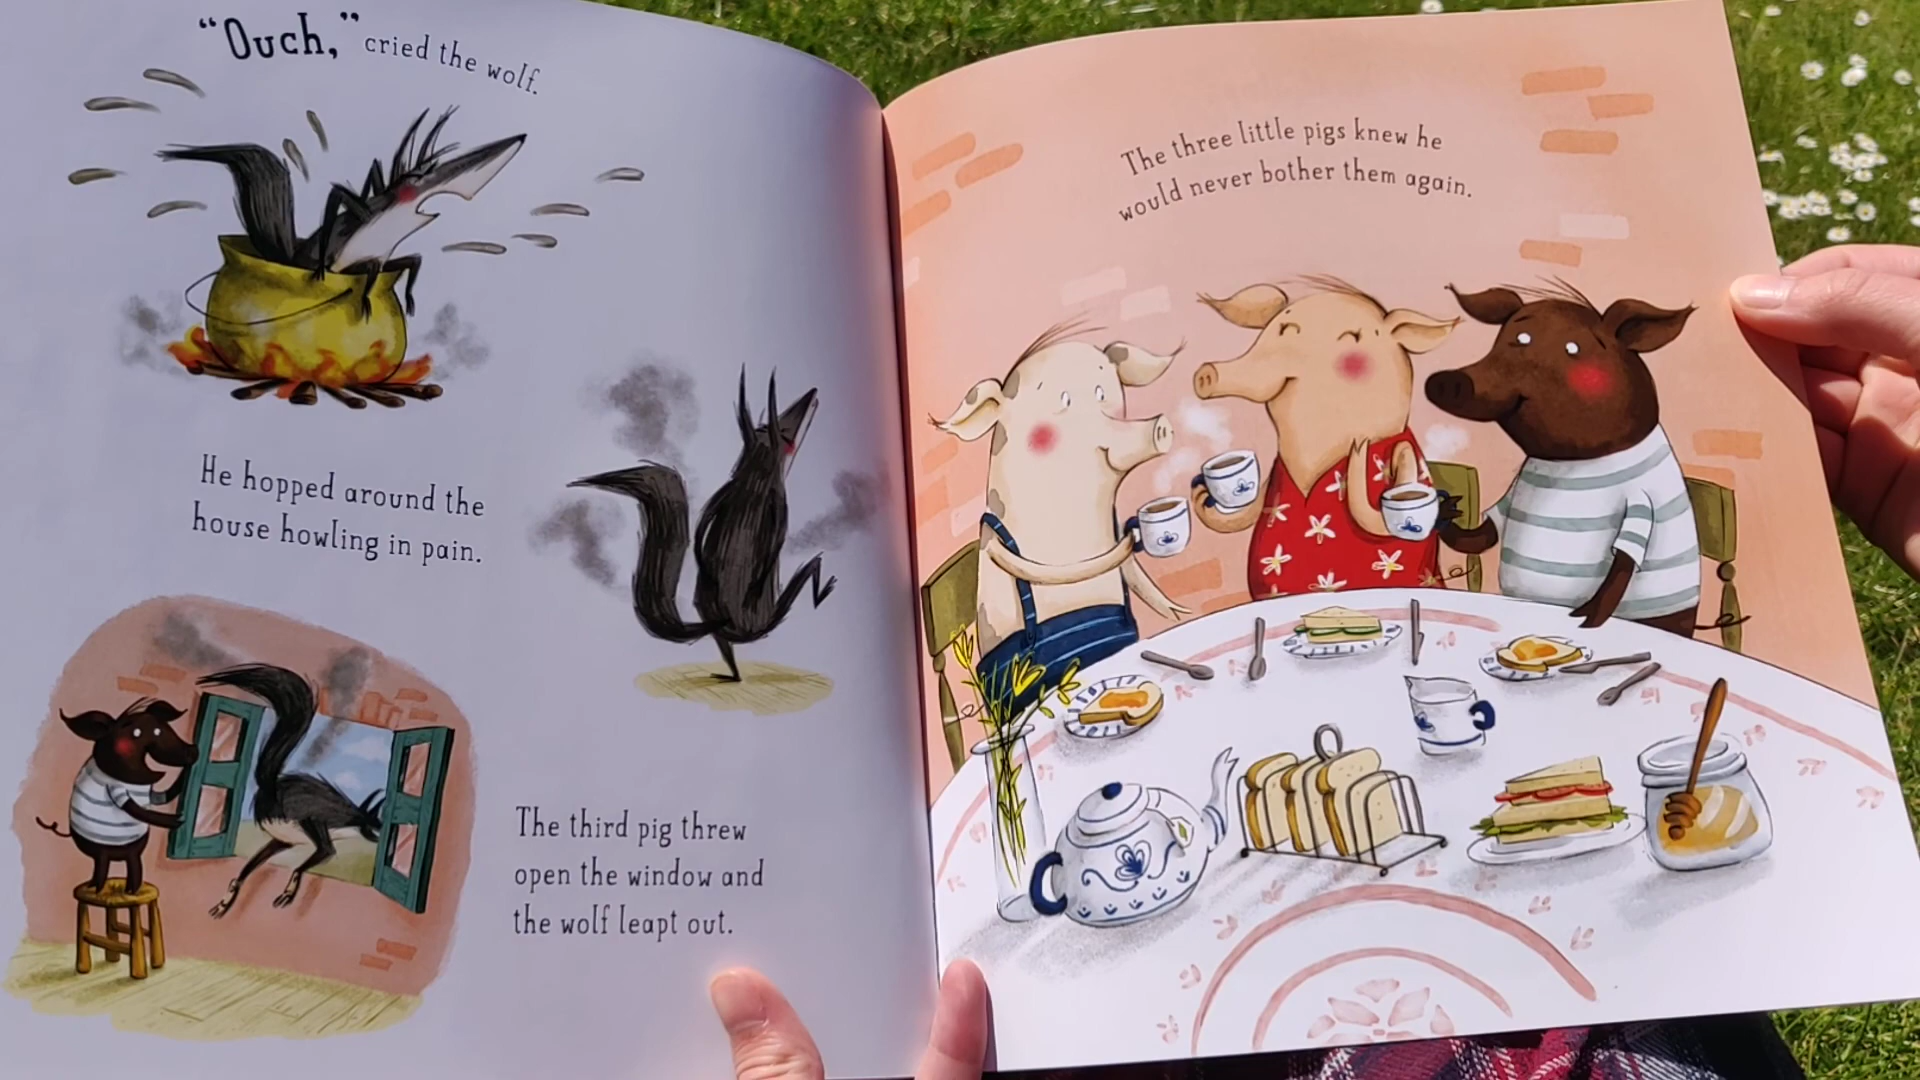 “Ouch,” cried the wolf.
He hopped around the
house howling in pain.
The third pig threw
open the window and
the wolf leapt out.
The three little pigs knew he
would never bother them again.